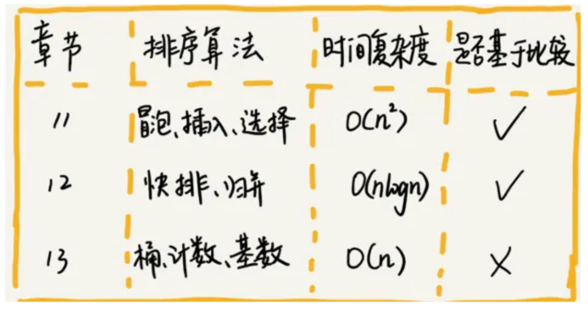 章节 排序算法 时间复杂度 是否基于比较
11 冒泡、插入、选择 O(n²) ✓
12 快排、归并 O(nlogn) ✓
13 桶、计数、基数 O(n) ×